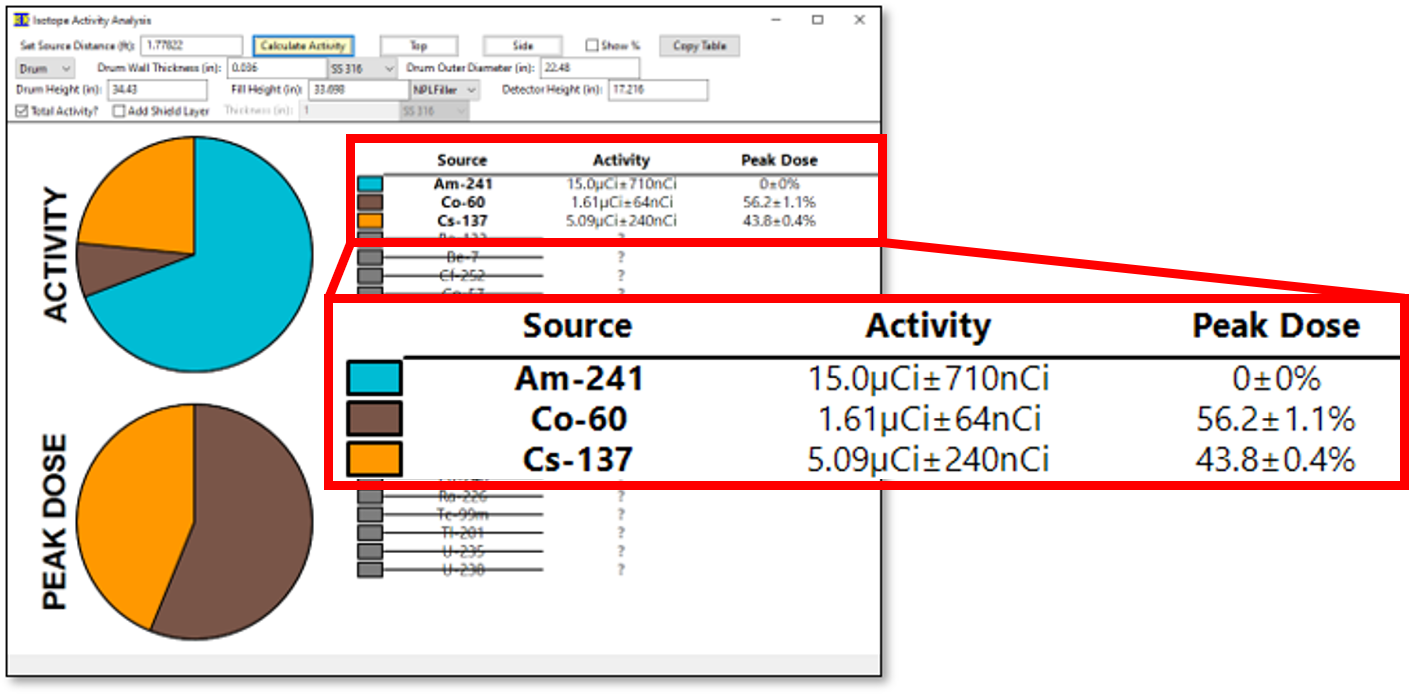 Isotope Activity Analysis
Set Source Distance (ft): 1.77822 Calculate Activity Top Side Show % Copy Table
Drum Drum Wall Thickness (in): 0.036 SS 316 Drum Outer Diameter (in): 22.48
Drum Height (in): 34.43 Fill Height (in): 33.698 NPLFiller Detector Height (in): 17.216
Total Activity? Add Shield Layer Thickness (in): 1 SS 316
ACTIVITY
Source Activity Peak Dose
Am-241 15.0µCi±710nCi 0±0%
Co-60 1.61µCi±64nCi 56.2±1.1%
Cs-137 5.09µCi±240nCi 43.8±0.4%
?
Be-7 ?
Cf-252 ?
Source Activity Peak Dose
Am-241 15.0µCi±710nCi 0±0%
Co-60 1.61µCi±64nCi 56.2±1.1%
Cs-137 5.09µCi±240nCi 43.8±0.4%
PEAK DOSE
Ra-226 ?
Tc-99m ?
Tl-201 ?
U-235 ?
U-238 ?